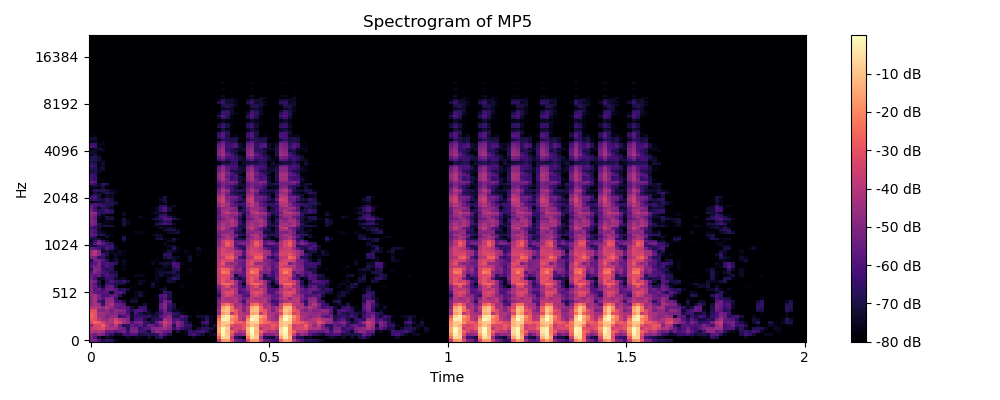 Spectrogram of MP5
Hz
16384
8192
4096
2048
1024
512
0
0 0.5 1 1.5 2
Time
-10 dB
-20 dB
-30 dB
-40 dB
-50 dB
-60 dB
-70 dB
-80 dB